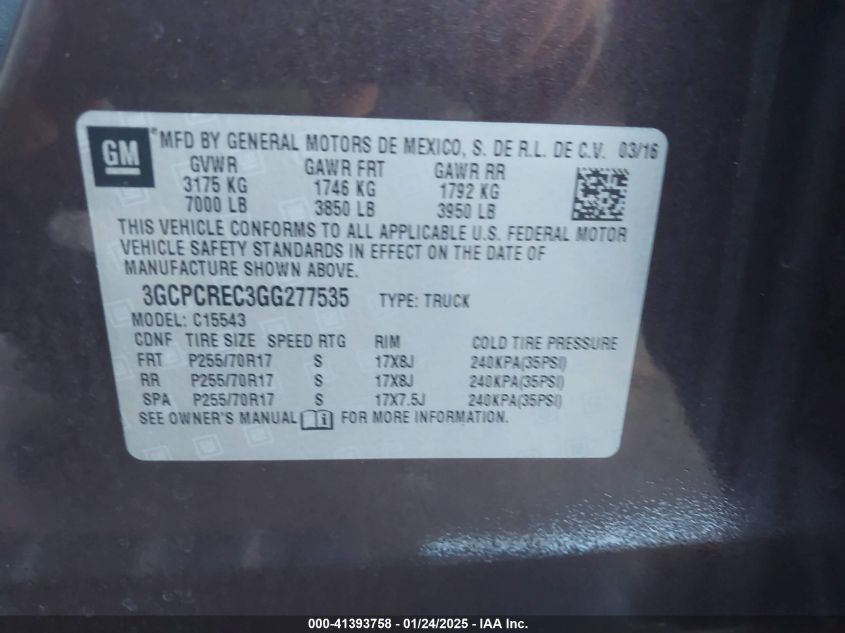 GM ®MFD BY GENERAL MOTORS DE MEXICO, S. DE R.L. DE C.V. 03/16
GVWR GAWR FRT GAWR RR
3175 KG 1746 KG 1792 KG
7000 LB 3850 LB 3950 LB
THIS VEHICLE CONFORMS TO ALL APPLICABLE U.S. FEDERAL MOTOR
VEHICLE SAFETY STANDARDS IN EFFECT ON THE DATE OF
MANUFACTURE SHOWN ABOVE.
3GCPCREC3GG277535 TYPE: TRUCK
MODEL: C15543
CONF TIRE SIZE SPEED RTG RIM COLD TIRE PRESSURE
FRT P255/70R17 S 17X8J 240KPA(35PSI)
RR P255/70R17 S 17X8J 240KPA(35PSI)
SPA P255/70R17 S 17X7.5J 240KPA(35PSI)
SEE OWNER'S MANUAL i FOR MORE INFORMATION.
000-41393758 - 01/24/2025 - IAA Inc.